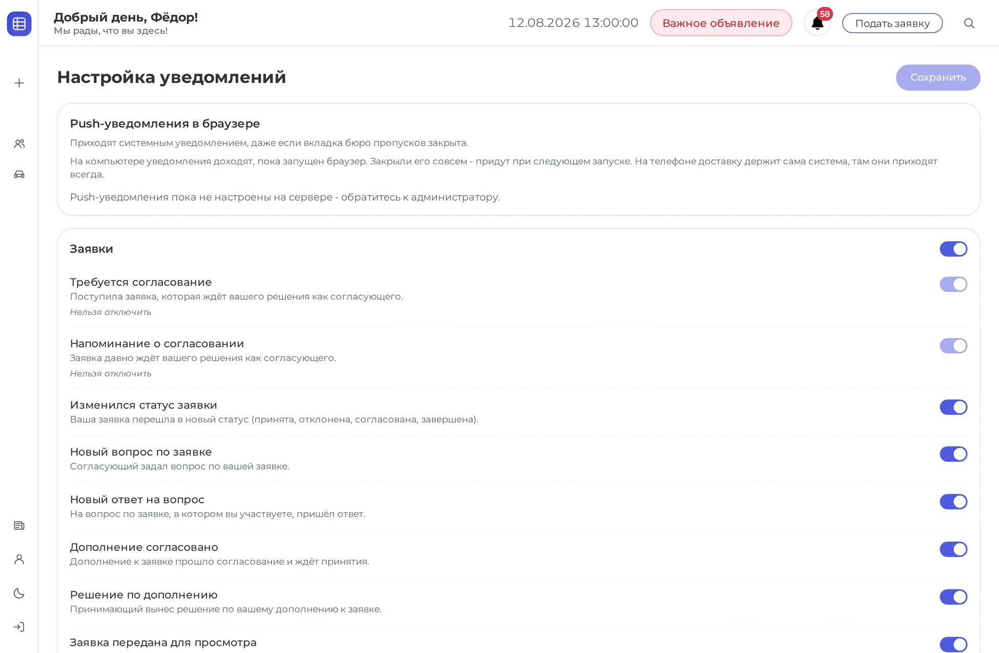 Добрый день, Фёдор!
Мы рады, что вы здесь!
12.08.2026 13:00:00
Важное объявление
58
Подать заявку
Настройка уведомлений
Сохранить
Push-уведомления в браузере
Приходят системным уведомлением, даже если вкладка бюро пропусков закрыта.
На компьютере уведомления доходят, пока запущен браузер. Закрыли его совсем - придут при следующем запуске. На телефоне доставку держит сама система, там они приходят
всегда.
Push-уведомления пока не настроены на сервере - обратитесь к администратору.
Заявки
Требуется согласование
Поступила заявка, которая ждёт вашего решения как согласующего.
Нельзя отключить
Напоминание о согласовании
Заявка давно ждёт вашего решения как согласующего.
Нельзя отключить
Изменился статус заявки
Ваша заявка перешла в новый статус (принята, отклонена, согласована, завершена).
Новый вопрос по заявке
Согласующий задал вопрос по вашей заявке.
Новый ответ на вопрос
На вопрос по заявке, в котором вы участвуете, пришёл ответ.
Дополнение согласовано
Дополнение к заявке прошло согласование и ждёт принятия.
Решение по дополнению
Принимающий вынес решение по вашему дополнению к заявке.
Заявка передана для просмотра